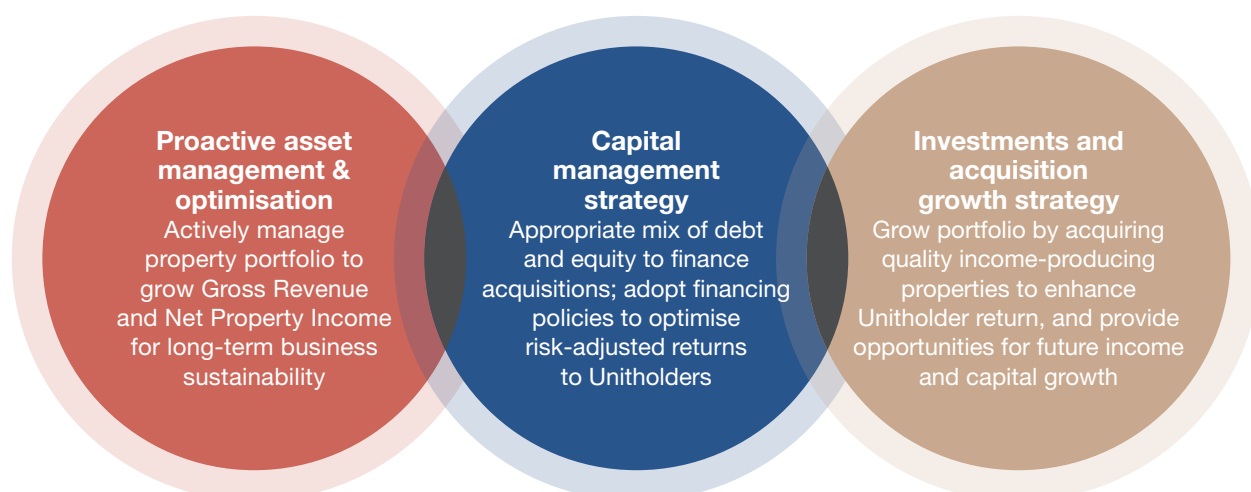 Proactive asset
management &
optimisation
Actively manage
property portfolio to
grow Gross Revenue
and Net Property Income
for long-term business
sustainability
Capital
management
strategy
Appropriate mix of debt
and equity to finance
acquisitions; adopt financing
policies to optimise
risk-adjusted returns
to Unitholders
Investments and
acquisition
growth strategy
Grow portfolio by acquiring
quality income-producing
properties to enhance
Unitholder return, and provide
opportunities for future income
and capital growth